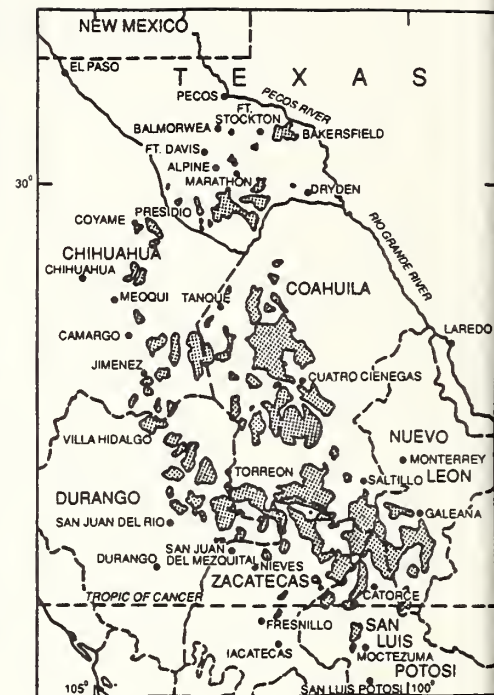 NEW MEXICO
EL PASO
TEXAS
PECOS
PECOS RIVER
FT.
STOCKTON
BALMORWEA
BAKERSFIELD
FT. DAVIS
ALPINE
MARATHON
DRYDEN
30°
PRESIDIO
COYAME
RIO GRANDE RIVER
CHIHUAHUA
CHIHUAHUA
COAHUILA
MEOQUI
TANQUE
CAMARGO
LAREDO
JIMENEZ
CUATRO CIENEGAS
VILLA HIDALGO
NUEVO
LEON
MONTERREY
TORREON
SALTILLO
DURANGO
GALEANA
SAN JUAN DEL RIO
SAN JUAN
DEL MEZQUITAL
DURANGO
NIEVES
ZACATECAS
CATORCE
TROPIC OF CANCER
FRESNILLO
SAN
LUIS
POTOSI
IACATECAS
MOCTEZUMA
SAN LUIS POTOSI
105°
100°